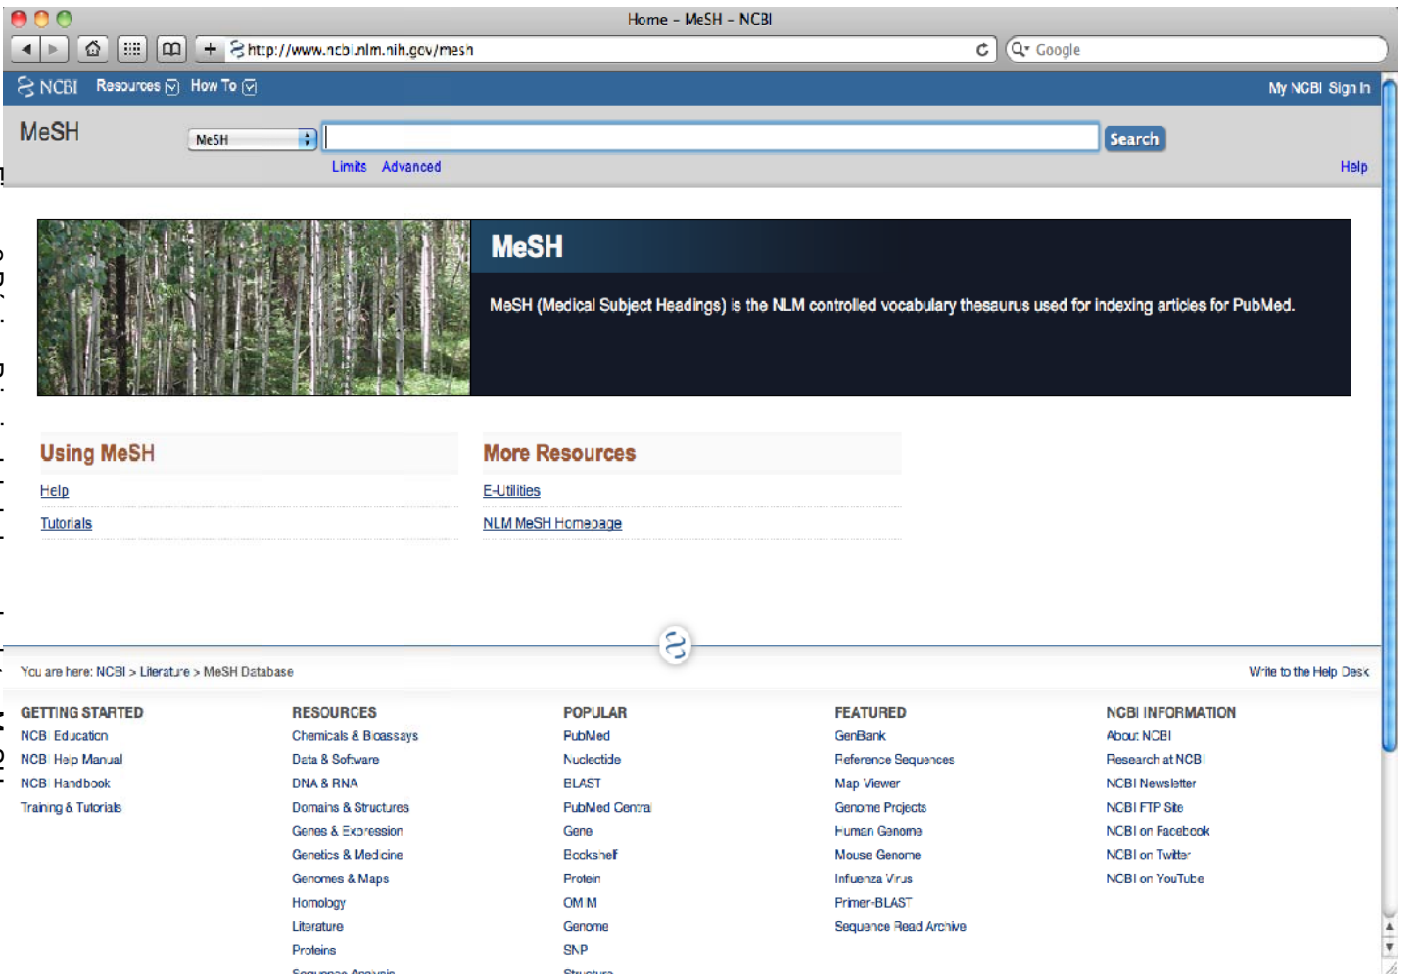 Home – MeSH – NCBI
http://www.ncbi.nlm.nih.gov/mesh
Google
NCBI Resources How To My NCBI Sign In
MeSH MeSH Search
Limits Advanced Help
MeSH
MeSH (Medical Subject Headings) is the NLM controlled vocabulary thesaurus used for indexing articles for PubMed.
Using MeSH
Help
Tutorials
More Resources
E-Utilities
NLM MeSH Homepage
You are here: NCBI > Literature > MeSH Database
Write to the Help Desk
GETTING STARTED
NCBI Education
NCBI Help Manual
NCBI Handbook
Training & Tutorials
RESOURCES
Chemicals & Bioassays
Data & Software
DNA & RNA
Domains & Structures
Genes & Expression
Genetics & Medicine
Genomes & Maps
Homology
Literature
Proteins
Sequence Analysis
POPULAR
PubMed
Nucleotide
BLAST
PubMed Central
Gene
Bookshelf
Protein
OMIM
Genome
SNP
Structure
FEATURED
GenBank
Reference Sequences
Map Viewer
Genome Projects
Human Genome
Mouse Genome
Influenza Virus
Primer-BLAST
Sequence Read Archive
NCBI INFORMATION
About NCBI
Research at NCBI
NCBI Newsletter
NCBI FTP Site
NCBI on Facebook
NCBI on Twitter
NCBI on YouTube